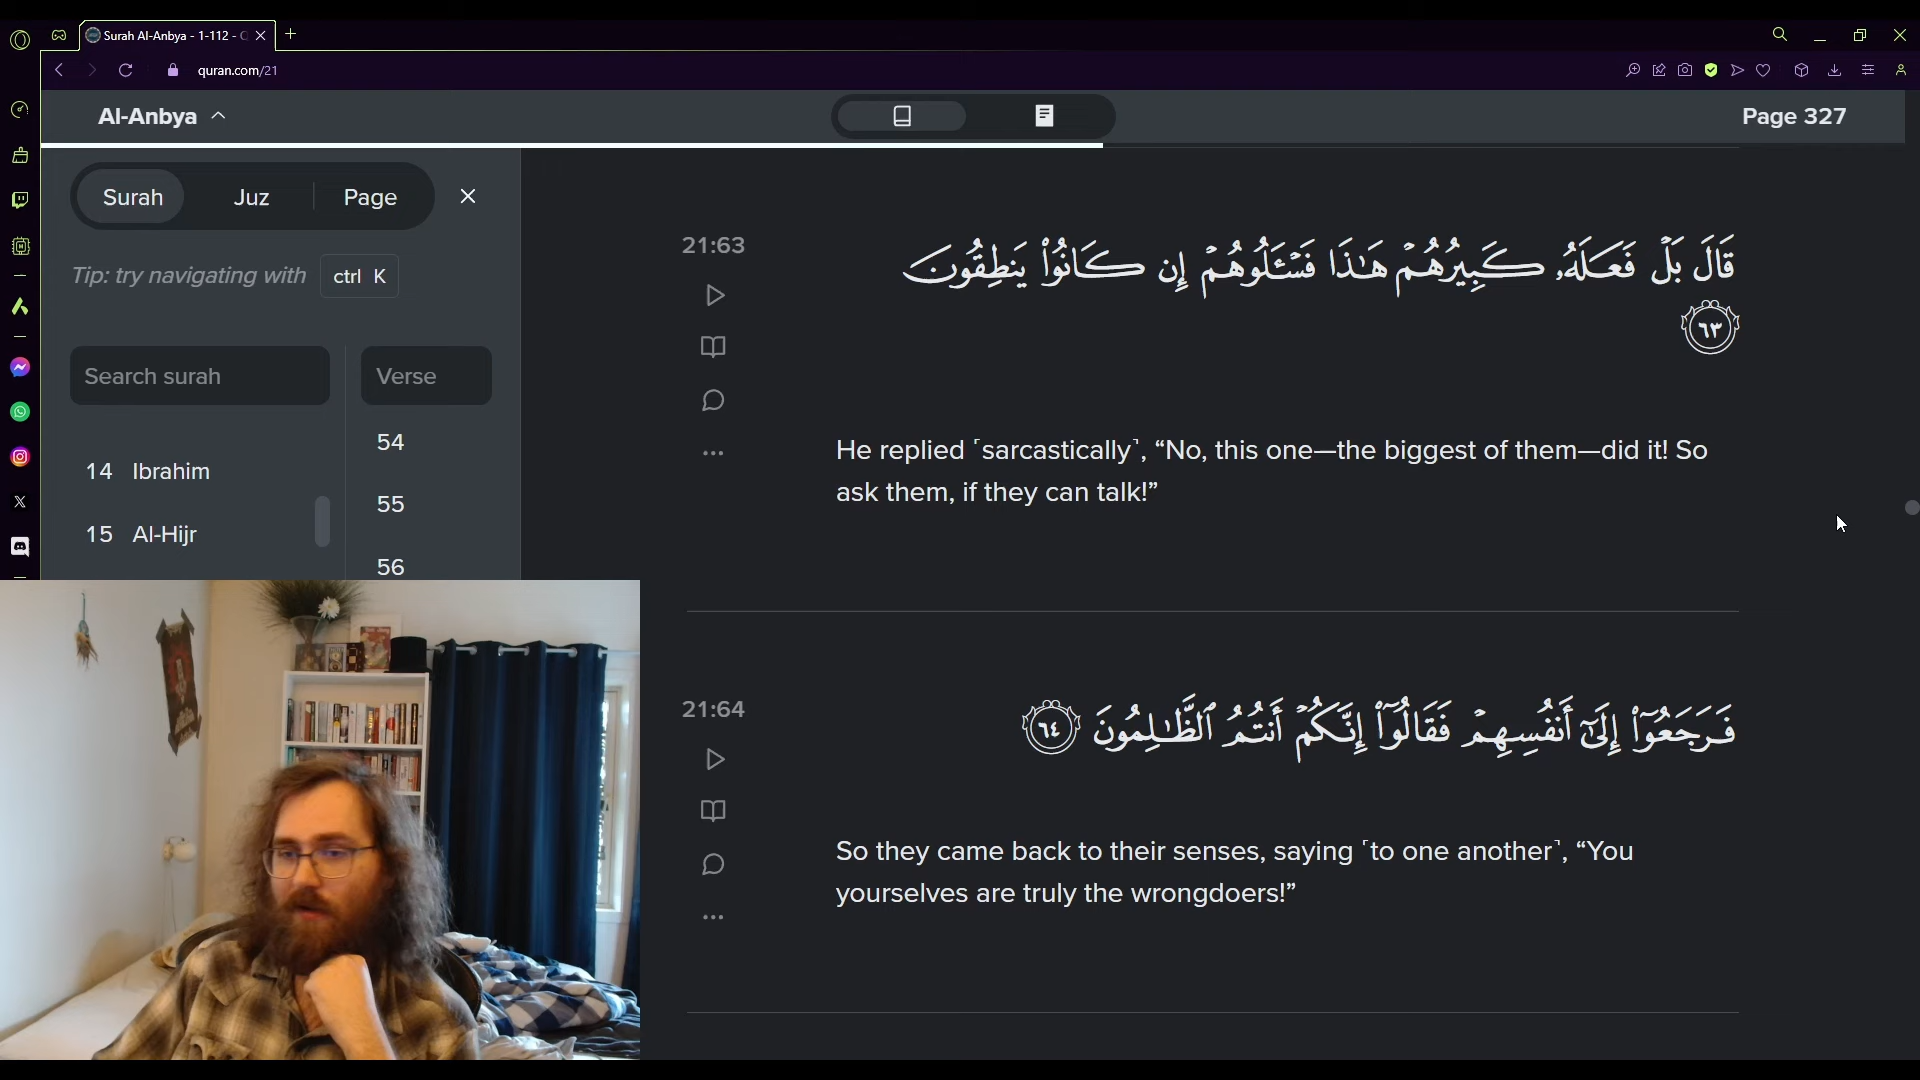 Surah Al-Anbya - 1-112 -
quran.com/21
Al-Anbya
Page 327
Surah
Juz
Page
Tip: try navigating with
ctrl K
Search surah
Verse
14 Ibrahim
15 Al-Hijr
54
55
56
21:63
قَالَ بَلْ فَعَلَهُۥ كَبِيرُهُمْ هَـٰذَا فَسْـَٔلُوهُمْ إِن كَانُوا۟ يَنطِقُونَ
٦٣
He replied ˹sarcastically˺, “No, this one—the biggest of them—did it! So
ask them, if they can talk!”
21:64
فَرَجَعُوٓا۟ إِلَىٰٓ أَنفُسِهِمْ فَقَالُوٓا۟ إِنَّكُمْ أَنتُمُ ٱلظَّـٰلِمُونَ ٦٤
So they came back to their senses, saying ˹to one another˺, “You
yourselves are truly the wrongdoers!”